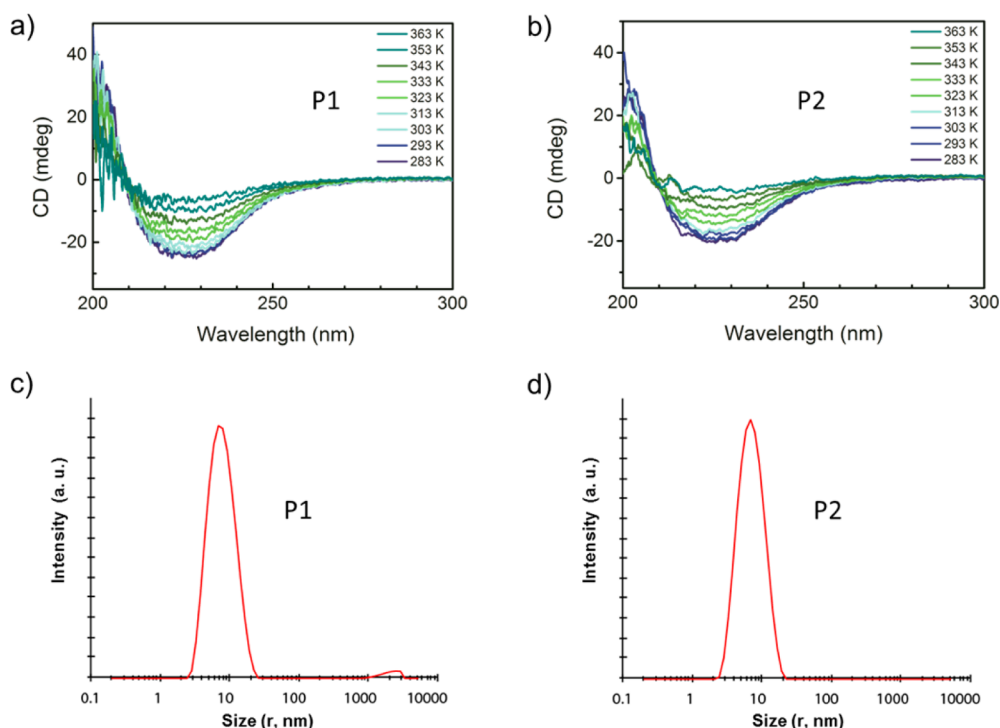 a)
40
20
0
-20
CD (mdeg)
P1
363 K
353 K
343 K
333 K
323 K
313 K
303 K
293 K
283 K
200
250
300
Wavelength (nm)
b)
40
20
0
-20
CD (mdeg)
P2
363 K
353 K
343 K
333 K
323 K
313 K
303 K
293 K
283 K
200
250
300
Wavelength (nm)
c)
Intensity (a. u.)
P1
0.1
1
10
100
1000
10000
Size (r, nm)
d)
Intensity (a. u.)
P2
0.1
1
10
100
1000
10000
Size (r, nm)